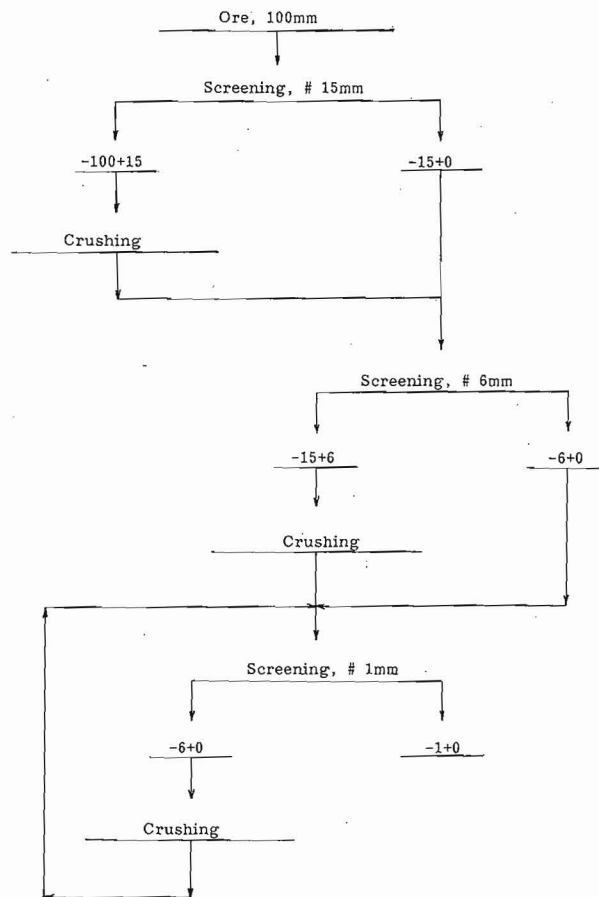 Ore, 100mm
Screening, # 15mm
-100+15
-15+0
Crushing
Screening, # 6mm
-15+6
-6+0
Crushing
Screening, # 1mm
-6+0
-1+0
Crushing